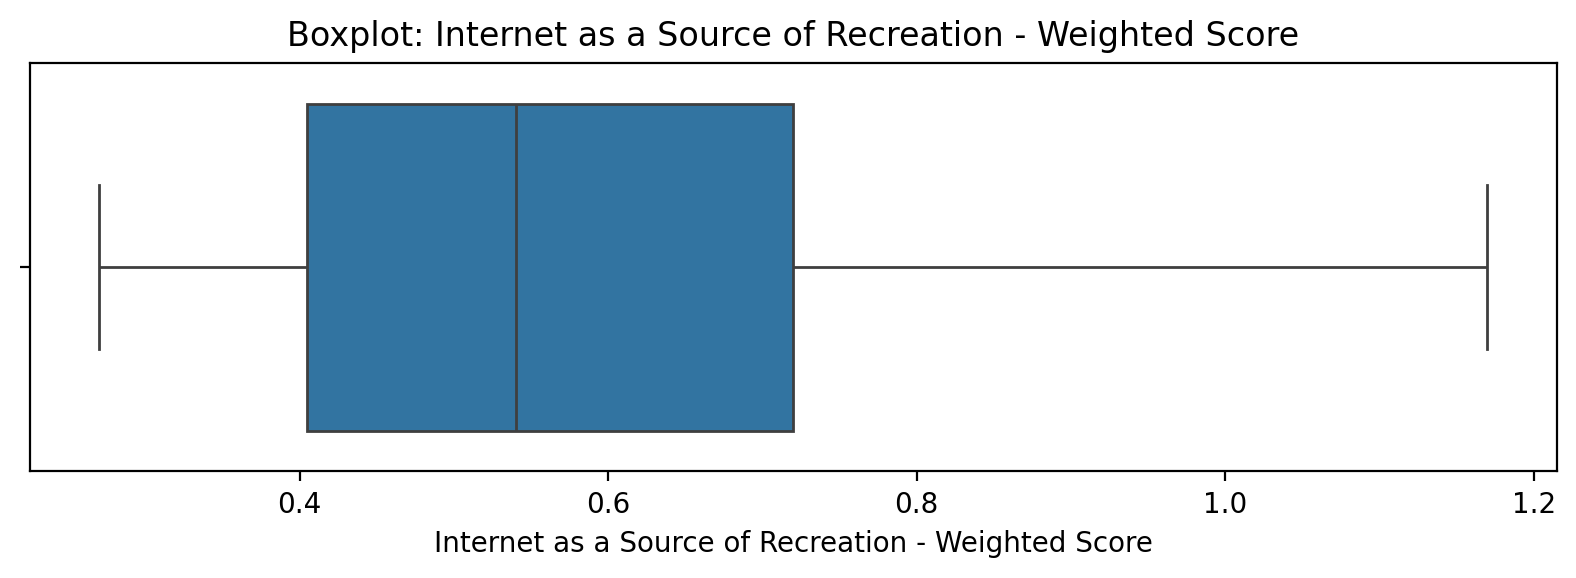 Boxplot: Internet as a Source of Recreation - Weighted Score
0.4 0.6 0.8 1.0 1.2
Internet as a Source of Recreation - Weighted Score